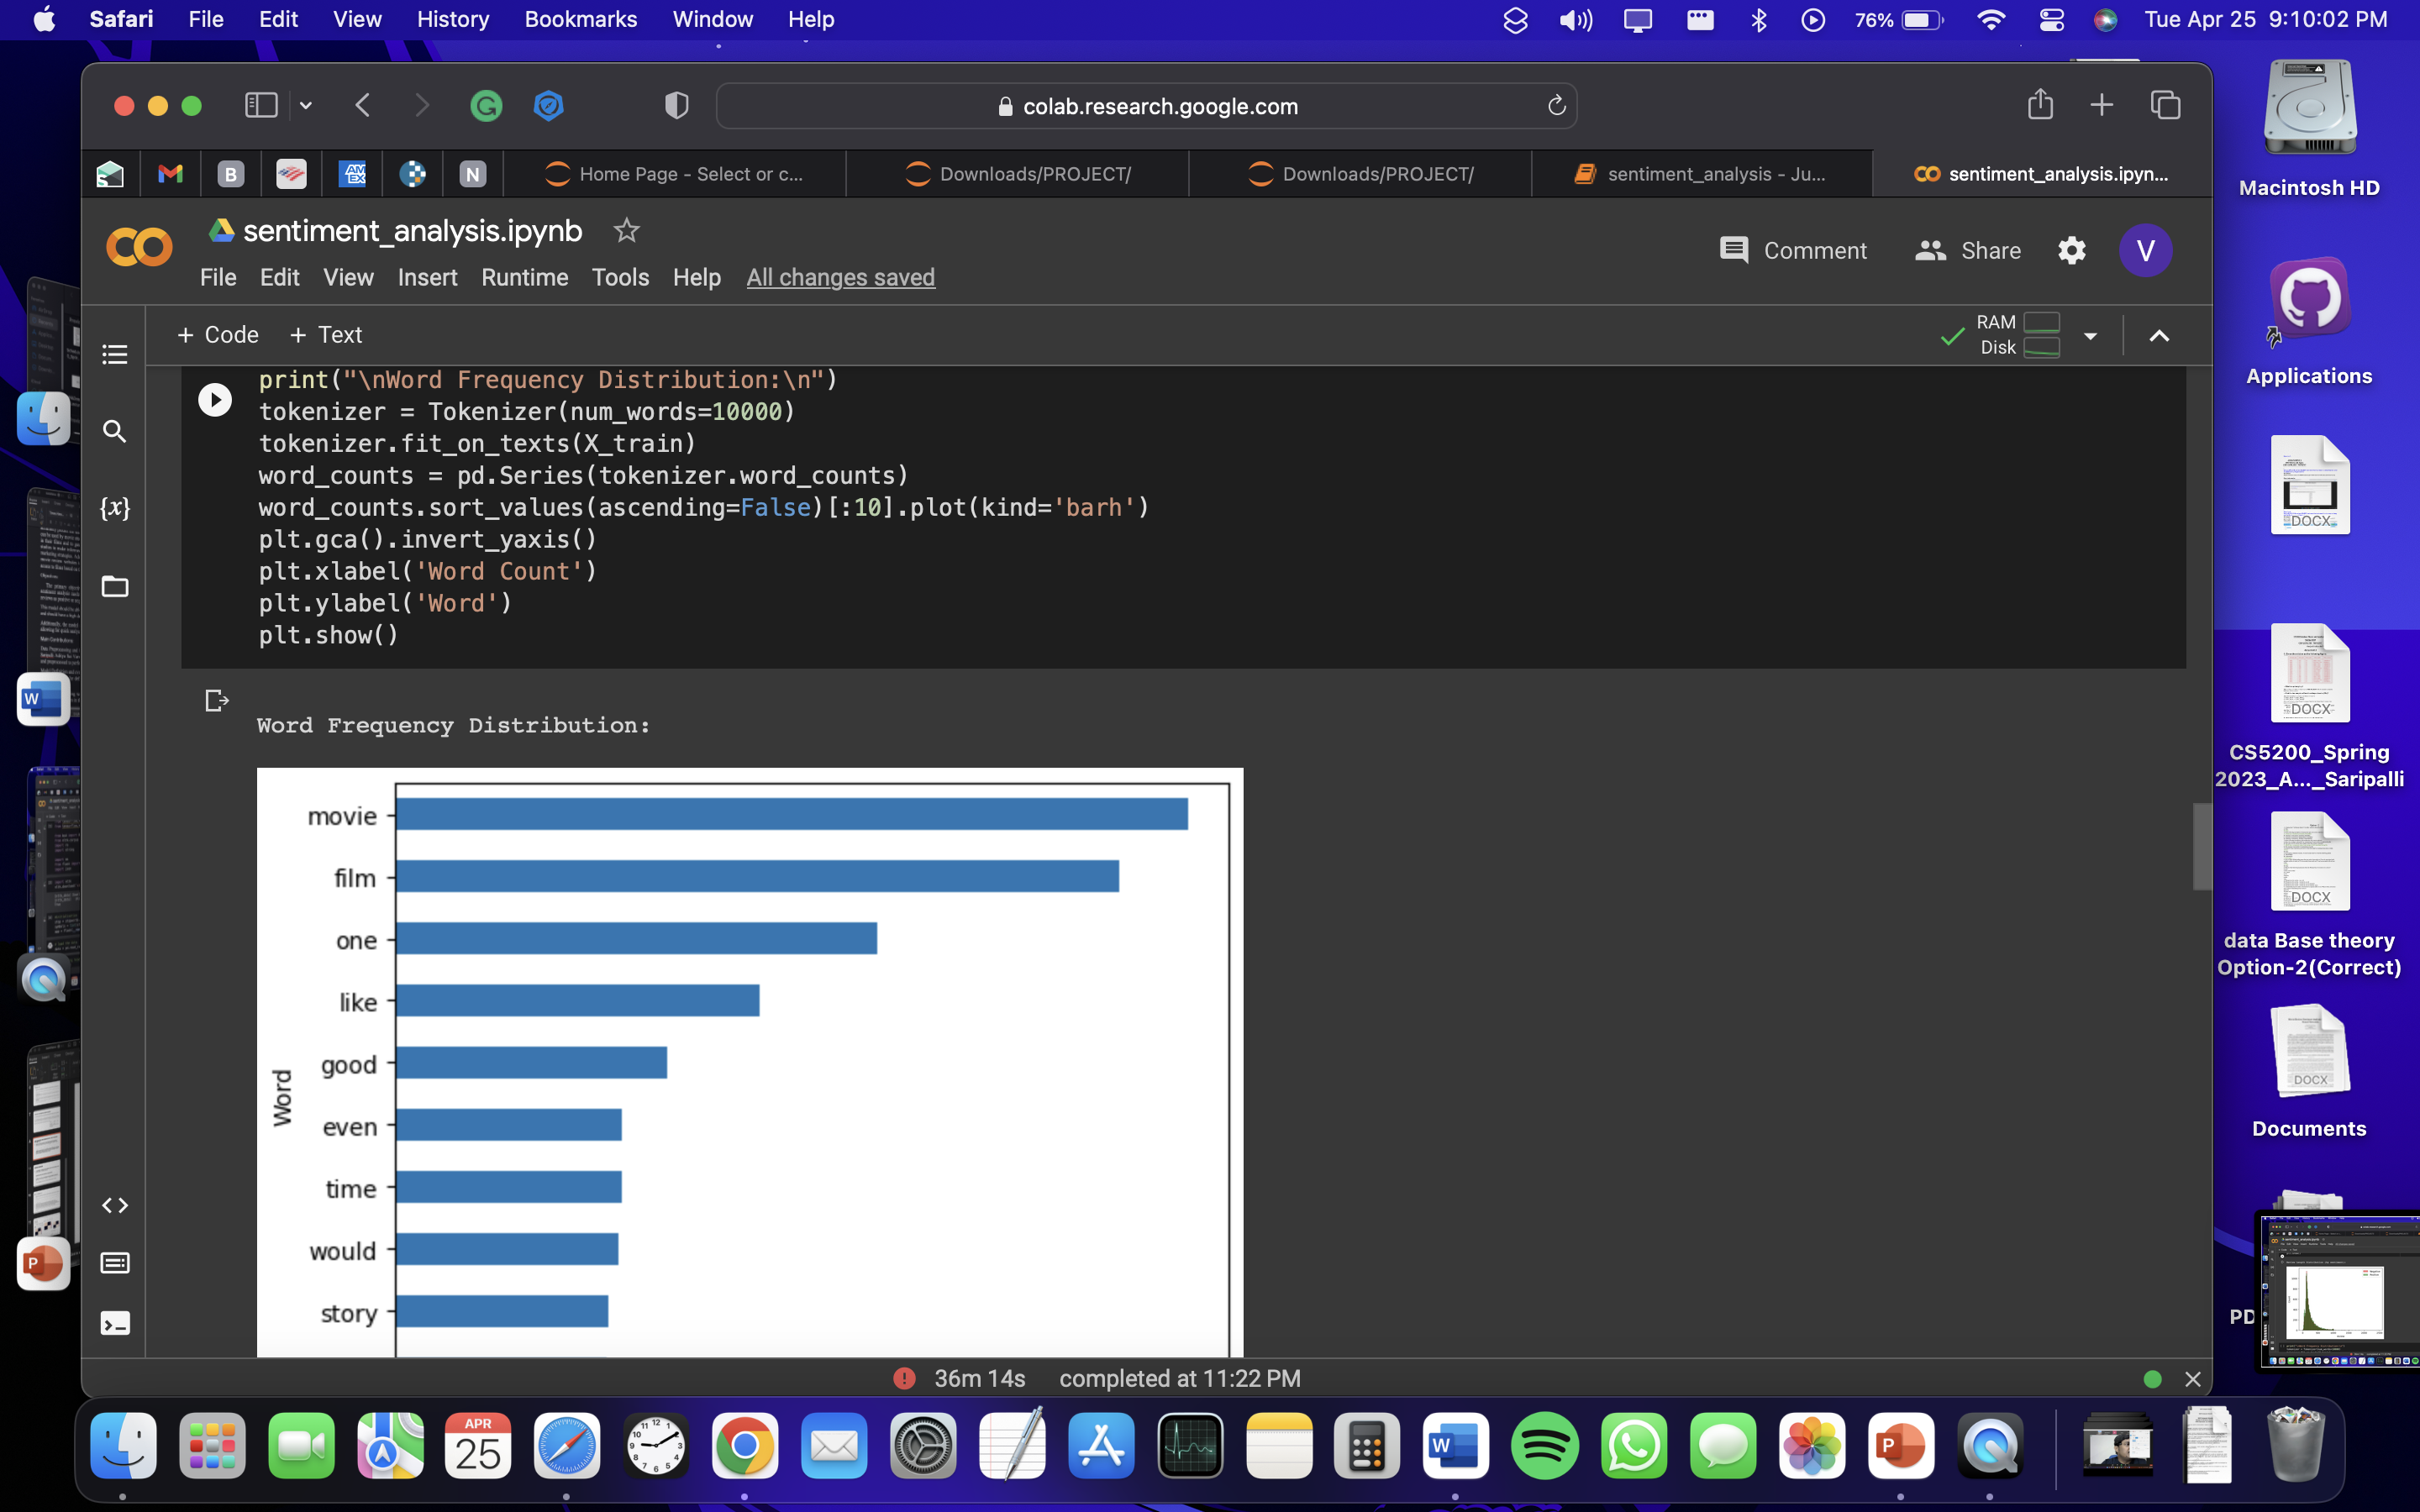 Safari File Edit View History Bookmarks Window Help 76% Tue Apr 25 9:10:02 PM
colab.research.google.com
B AM EX N Home Page - Select or c... Downloads/PROJECT/ Downloads/PROJECT/ sentiment_analysis - Ju... sentiment_analysis.ipyn...
sentiment_analysis.ipynb
Comment Share V
File Edit View Insert Runtime Tools Help All changes saved
+ Code + Text
RAM
Disk
print("\nWord Frequency Distribution:\n")
tokenizer = Tokenizer(num_words=10000)
tokenizer.fit_on_texts(X_train)
word_counts = pd.Series(tokenizer.word_counts)
word_counts.sort_values(ascending=False)[:10].plot(kind='barh')
plt.gca().invert_yaxis()
plt.xlabel('Word Count')
plt.ylabel('Word')
plt.show()
{x}
Word Frequency Distribution:
movie
film
one
like
good
even
time
would
story
Word
36m 14s completed at 11:22 PM
Macintosh HD
Applications
DOCX
DOCX
CS5200_Spring
2023_A..._Saripalli
DOCX
data Base theory
Option-2(Correct)
DOCX
Documents
PD
W
P
APR
25
W
P